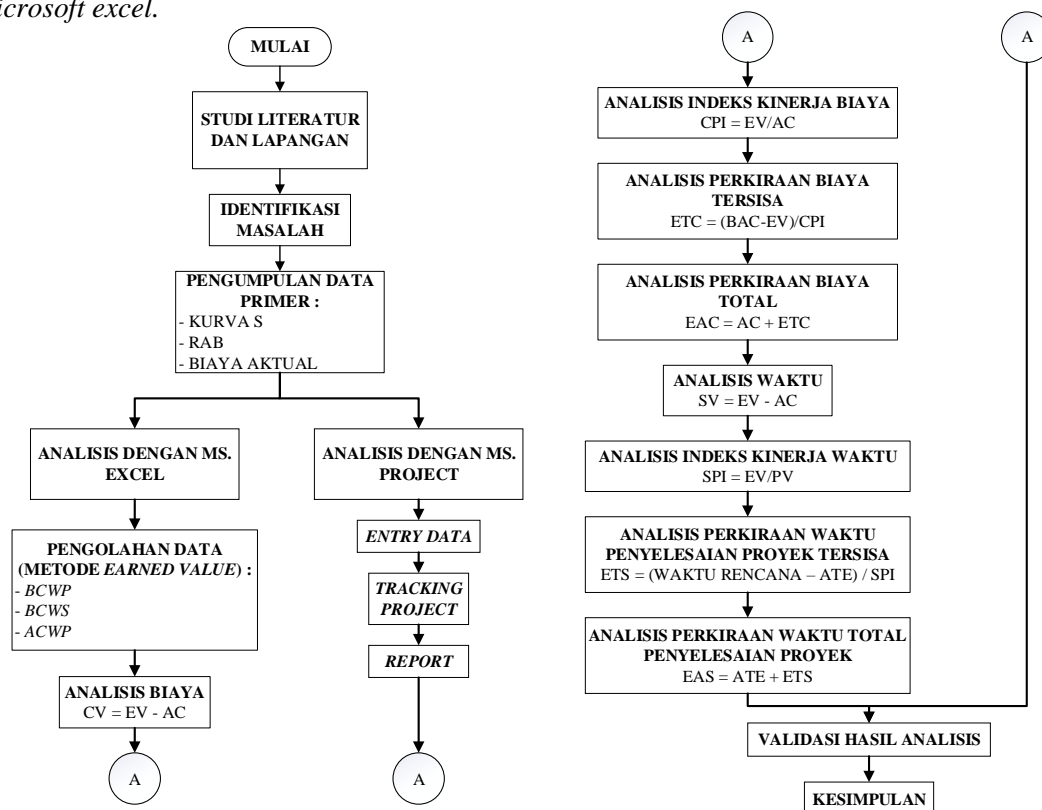 icrosoft excel.
MULAI
STUDI LITERATUR
DAN LAPANGAN
IDENTIFIKASI
MASALAH
PENGUMPULAN DATA
PRIMER :
- KURVA S
- RAB
- BIAYA AKTUAL
ANALISIS DENGAN MS.
EXCEL
PENGOLAHAN DATA
(METODE EARNED VALUE) :
- BCWP
- BCWS
- ACWP
ANALISIS BIAYA
CV = EV - AC
A
ANALISIS DENGAN MS.
PROJECT
ENTRY DATA
TRACKING
PROJECT
REPORT
A
A
ANALISIS INDEKS KINERJA BIAYA
CPI = EV/AC
ANALISIS PERKIRAAN BIAYA
TERSISA
ETC = (BAC-EV)/CPI
ANALISIS PERKIRAAN BIAYA
TOTAL
EAC = AC + ETC
ANALISIS WAKTU
SV = EV - AC
ANALISIS INDEKS KINERJA WAKTU
SPI = EV/PV
ANALISIS PERKIRAAN WAKTU
PENYELESAIAN PROYEK TERSISA
ETS = (WAKTU RENCANA – ATE) / SPI
ANALISIS PERKIRAAN WAKTU TOTAL
PENYELESAIAN PROYEK
EAS = ATE + ETS
A
VALIDASI HASIL ANALISIS
KESIMPULAN